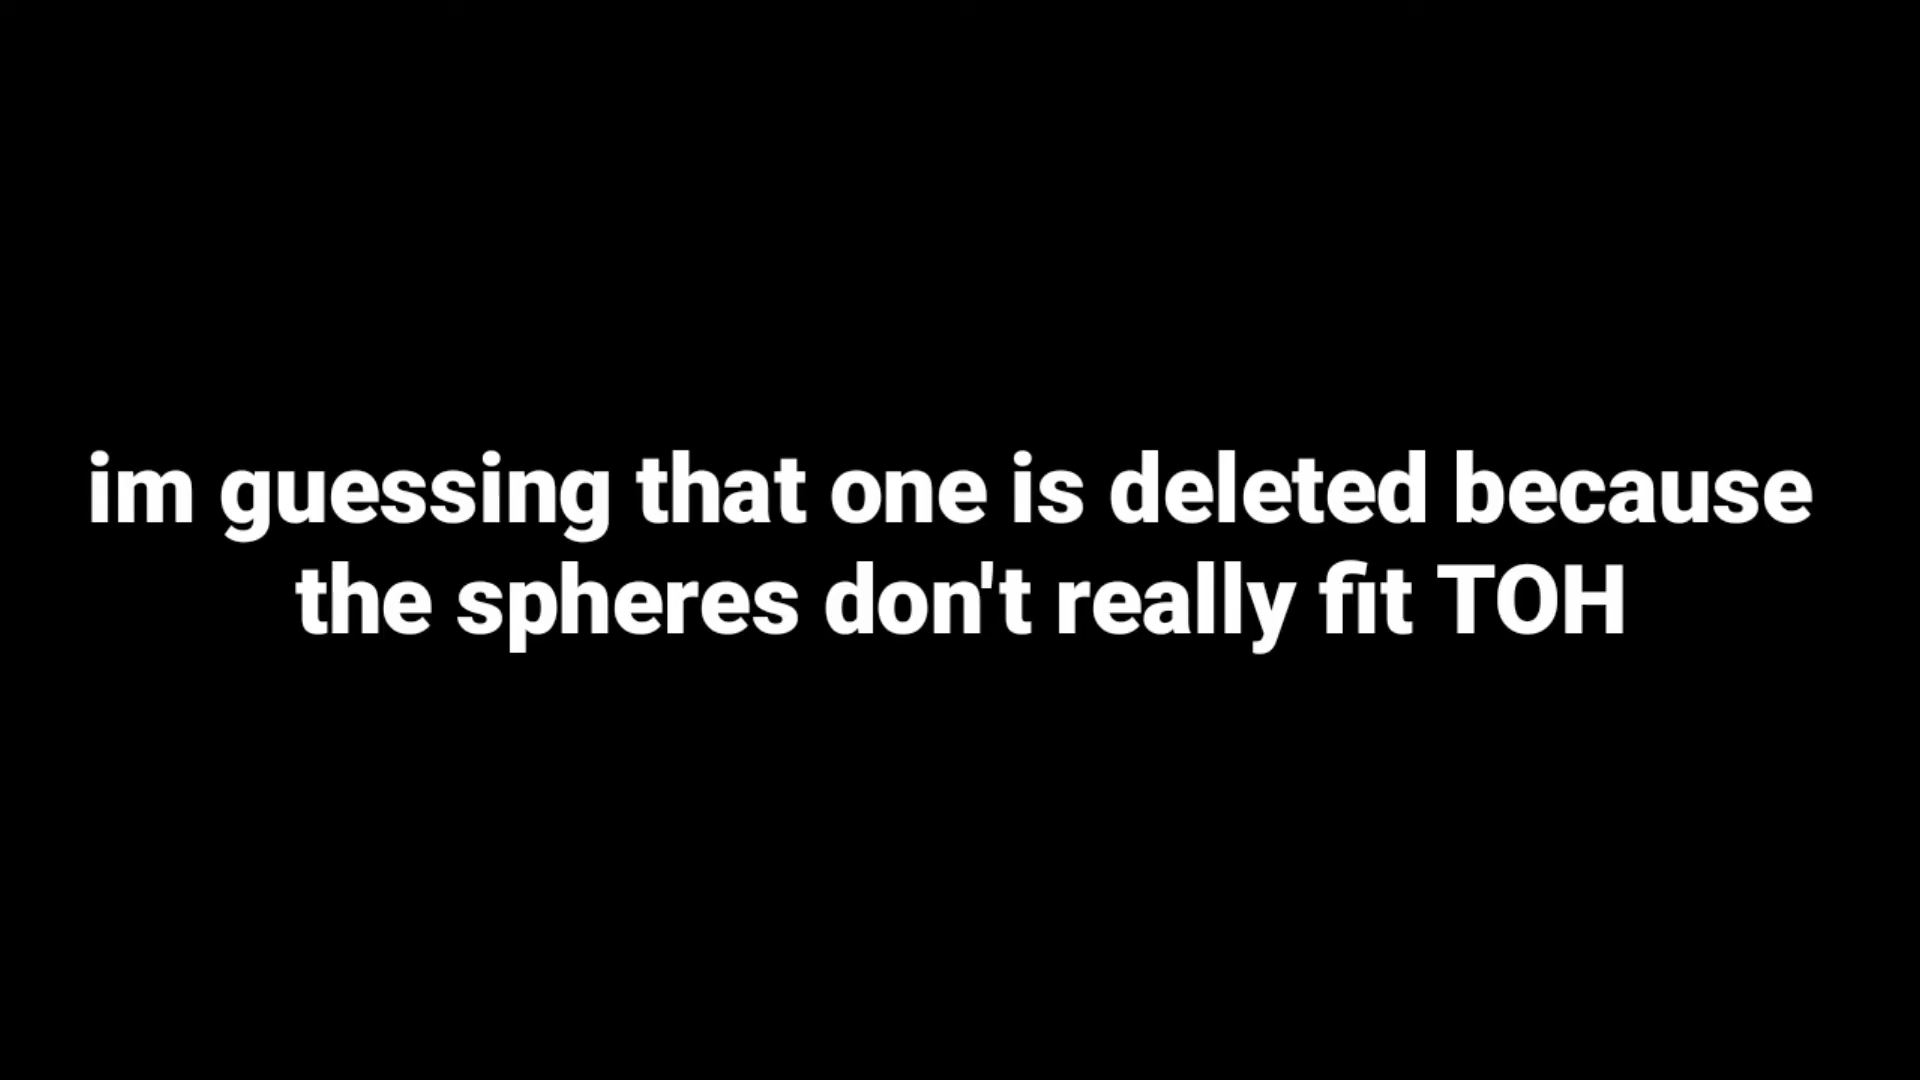 im guessing that one is deleted because
the spheres don't really fit TOH